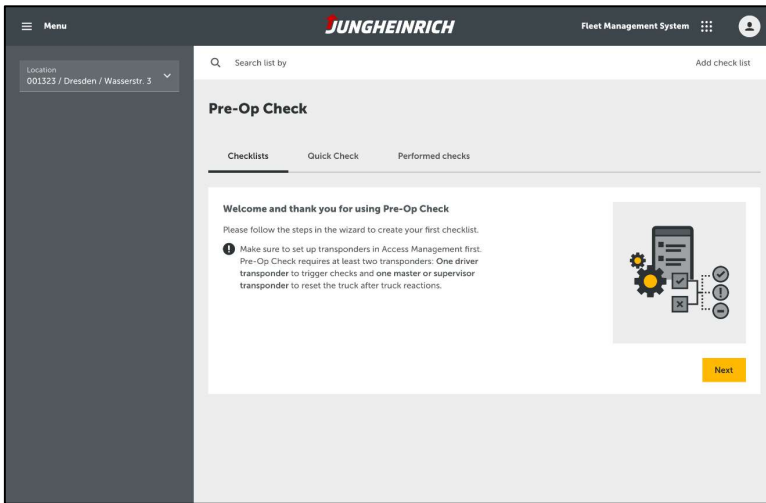 Menu
JUNGHEINRICH
Fleet Management System
Location
001323 / Dresden / Wasserstr. 3
Search list by
Add check list
Pre-Op Check
Checklists
Quick Check
Performed checks
Welcome and thank you for using Pre-Op Check
Please follow the steps in the wizard to create your first checklist.
Make sure to set up transponders in Access Management first.
Pre-Op Check requires at least two transponders: One driver
transponder to trigger checks and one master or supervisor
transponder to reset the truck after truck reactions.
Next